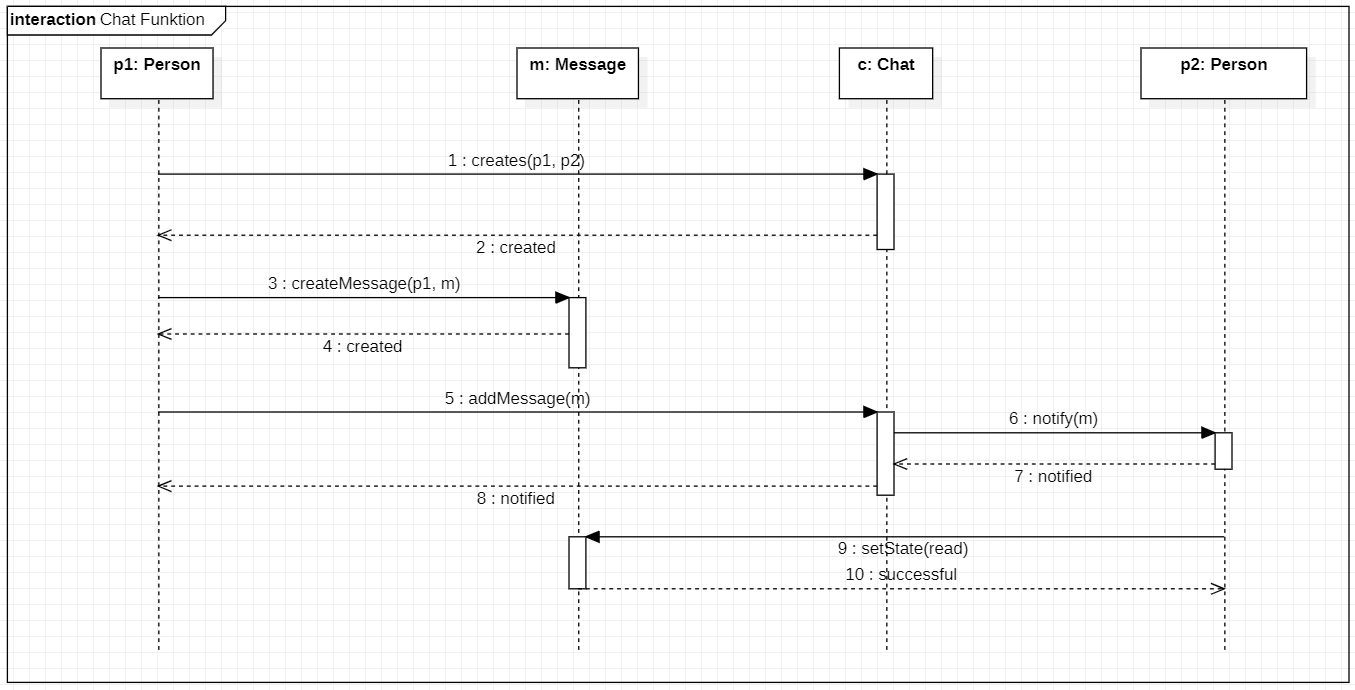 interaction Chat Funktion
p1: Person
m: Message
c: Chat
p2: Person
1 : creates(p1, p2)
2 : created
3 : createMessage(p1, m)
4 : created
5 : addMessage(m)
6 : notify(m)
7 : notified
8 : notified
9 : setState(read)
10 : successful